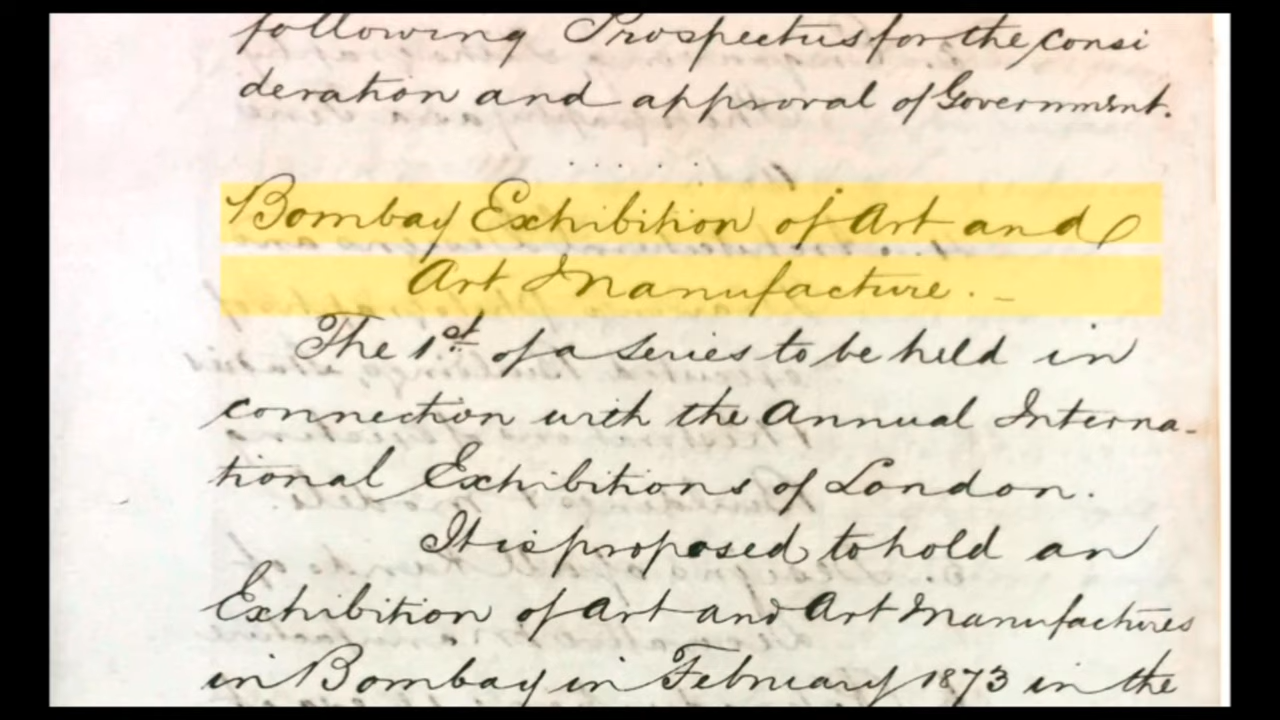 following Prospectus for the consi
deration and approval of Government.
Bombay Exhibition of Art and
Art Manufacture. –
The 1st of a series to be held in
connection with the Annual Interna-
tional Exhibitions of London.
It is proposed to hold an
Exhibition of Art and Art Manufactures
in Bombay in February 1873 in the